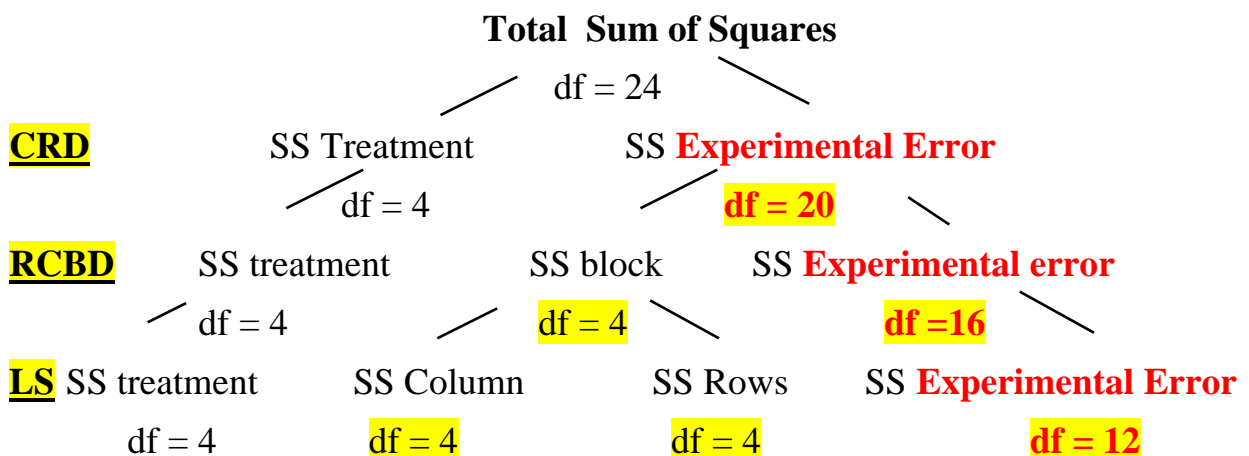 Total Sum of Squares
df = 24
CRD SS Treatment SS Experimental Error
df = 4 df = 20
RCBD SS treatment SS block SS Experimental error
df = 4 df = 4 df =16
LS SS treatment SS Column SS Rows SS Experimental Error
df = 4 df = 4 df = 4 df = 12